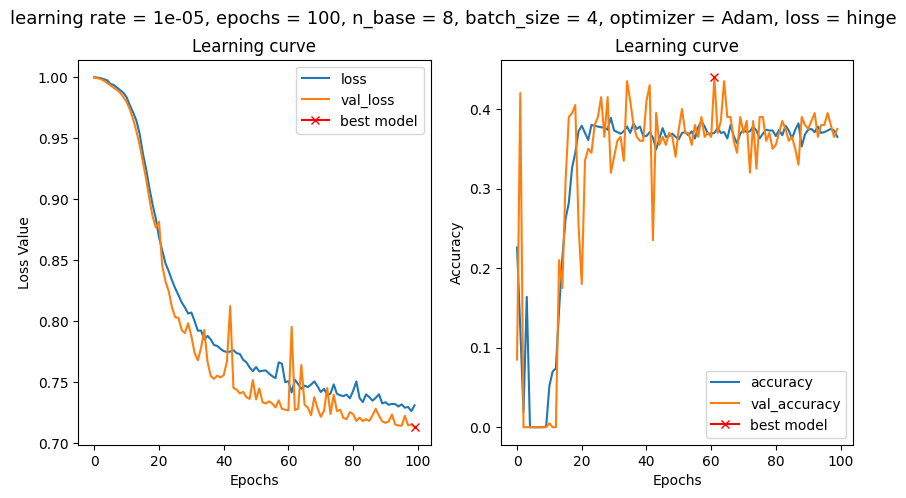 learning rate = 1e-05, epochs = 100, n_base = 8, batch_size = 4, optimizer = Adam, loss = hinge
Learning curve
Loss Value
1.00
0.95
0.90
0.85
0.80
0.75
0.70
loss
val_loss
best model
0 20 40 60 80 100
Epochs
Learning curve
Accuracy
0.4
0.3
0.2
0.1
0.0
accuracy
val_accuracy
best model
0 20 40 60 80 100
Epochs